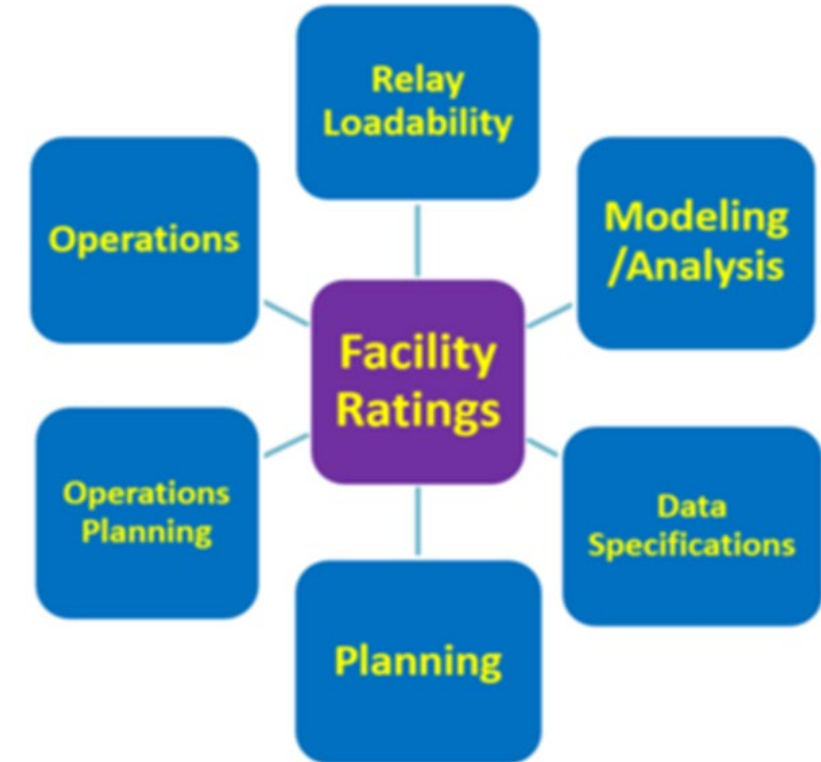 Relay
Loadability
Operations
Modeling
/Analysis
Facility
Ratings
Operations
Planning
Data
Specifications
Planning